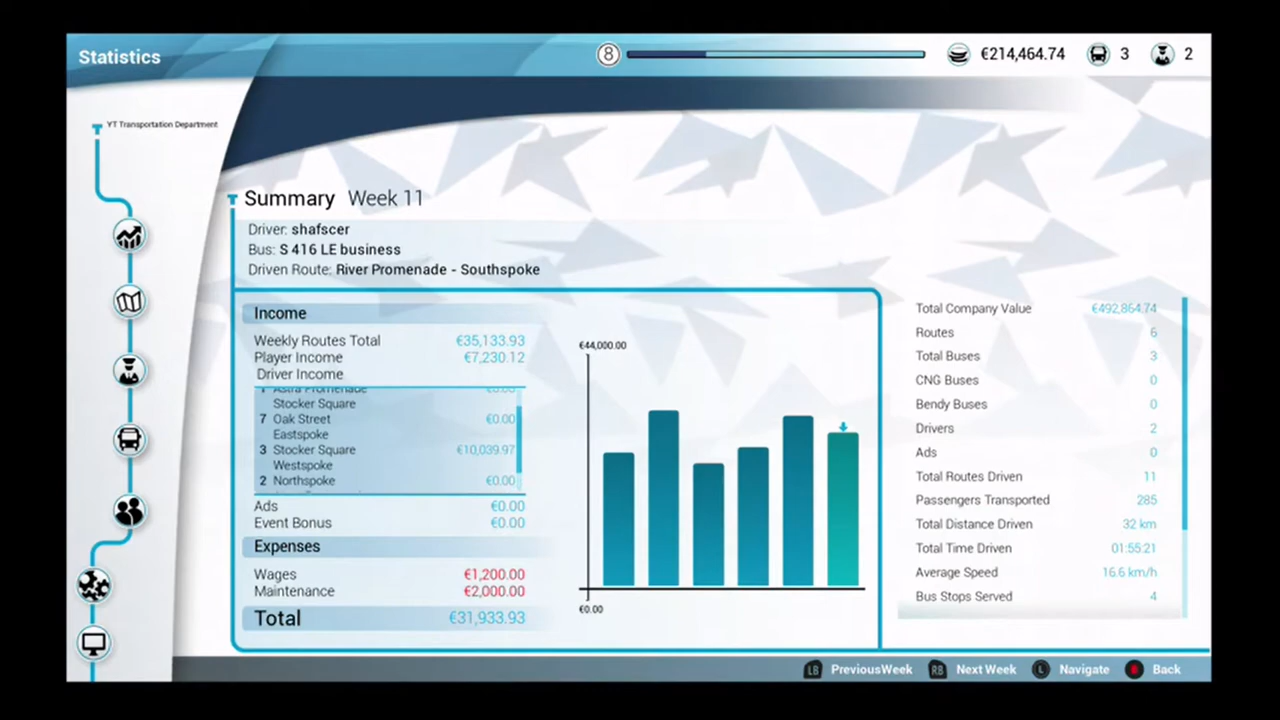 Statistics
8
€214,464.74
3
2
YT Transportation Department
Summary Week 11
Driver: shafscer
Bus: S 416 LE business
Driven Route: River Promenade - Southspoke
Income
Weekly Routes Total €35,133.93
Player Income €7,230.12
Driver Income
1 Astra Promenade €0.00
Stocker Square
7 Oak Street €0.00
Eastspoke
3 Stocker Square €10,039.97
Westspoke
2 Northspoke €0.00
Ads €0.00
Event Bonus €0.00
Expenses
Wages €1,200.00
Maintenance €2,000.00
Total €31,933.93
€44,000.00
€0.00
Total Company Value €492,864.74
Routes 6
Total Buses 3
CNG Buses 0
Bendy Buses 0
Drivers 2
Ads 0
Total Routes Driven 11
Passengers Transported 285
Total Distance Driven 32 km
Total Time Driven 01:55:21
Average Speed 16.6 km/h
Bus Stops Served 4
LB PreviousWeek RB Next Week L Navigate B Back